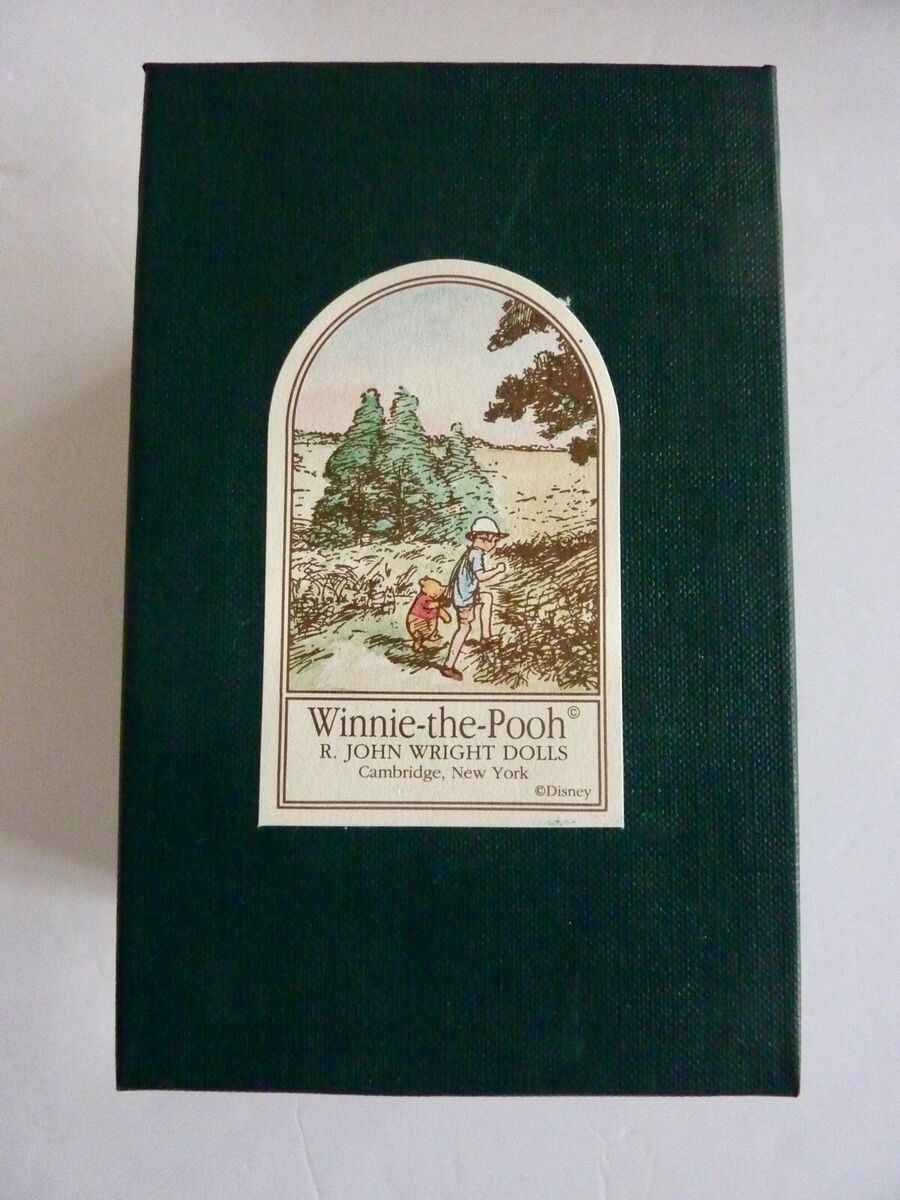 Winnie-the-Pooh©
R. JOHN WRIGHT DOLLS
Cambridge, New York
©Disney